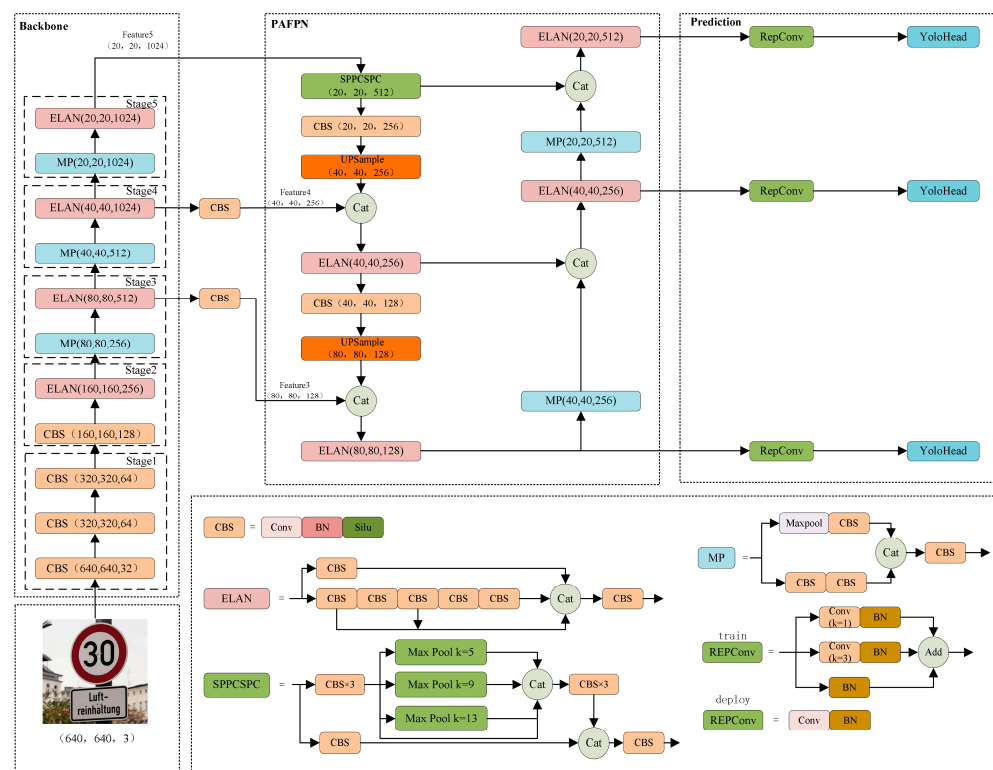 Backbone
Feature5
(20, 20, 1024)
Stage5
ELAN(20,20,1024)
MP(20,20,1024)
Stage4
ELAN(40,40,1024)
MP(40,40,512)
Stage3
ELAN(80,80,512)
MP(80,80,256)
Stage2
ELAN(160,160,256)
CBS（160,160,128）
Stage1
CBS（320,320,64）
CBS（320,320,64）
CBS（640,640,32）
30
Luft-
reinhaltung
（640, 640, 3）
CBS
CBS
PAFPN
SPPCSPC
（20, 20, 512）
CBS（20, 20, 256）
UPSample
（40, 40, 256）
Feature4
（40, 40, 256）
Cat
ELAN(40,40,256)
CBS（40, 40, 128）
UPSample
（80, 80, 128）
Feature3
（80, 80, 128）
Cat
ELAN(80,80,128)
ELAN(20,20,512)
Cat
MP(20,20,512)
ELAN(40,40,256)
Cat
MP(40,40,256)
Prediction
RepConv
YoloHead
RepConv
YoloHead
RepConv
YoloHead
CBS = Conv BN Silu
ELAN =
CBS
CBS CBS CBS CBS CBS
Cat
CBS
SPPCSPC =
CBS×3
Max Pool k=5
Max Pool k=9
Max Pool k=13
Cat
CBS×3
CBS
Cat
CBS
MP =
Maxpool CBS
CBS CBS
Cat
CBS
train
REPConv =
Conv
(k=1)
BN
Conv
(k=3)
BN
BN
Add
deploy
REPConv = Conv BN